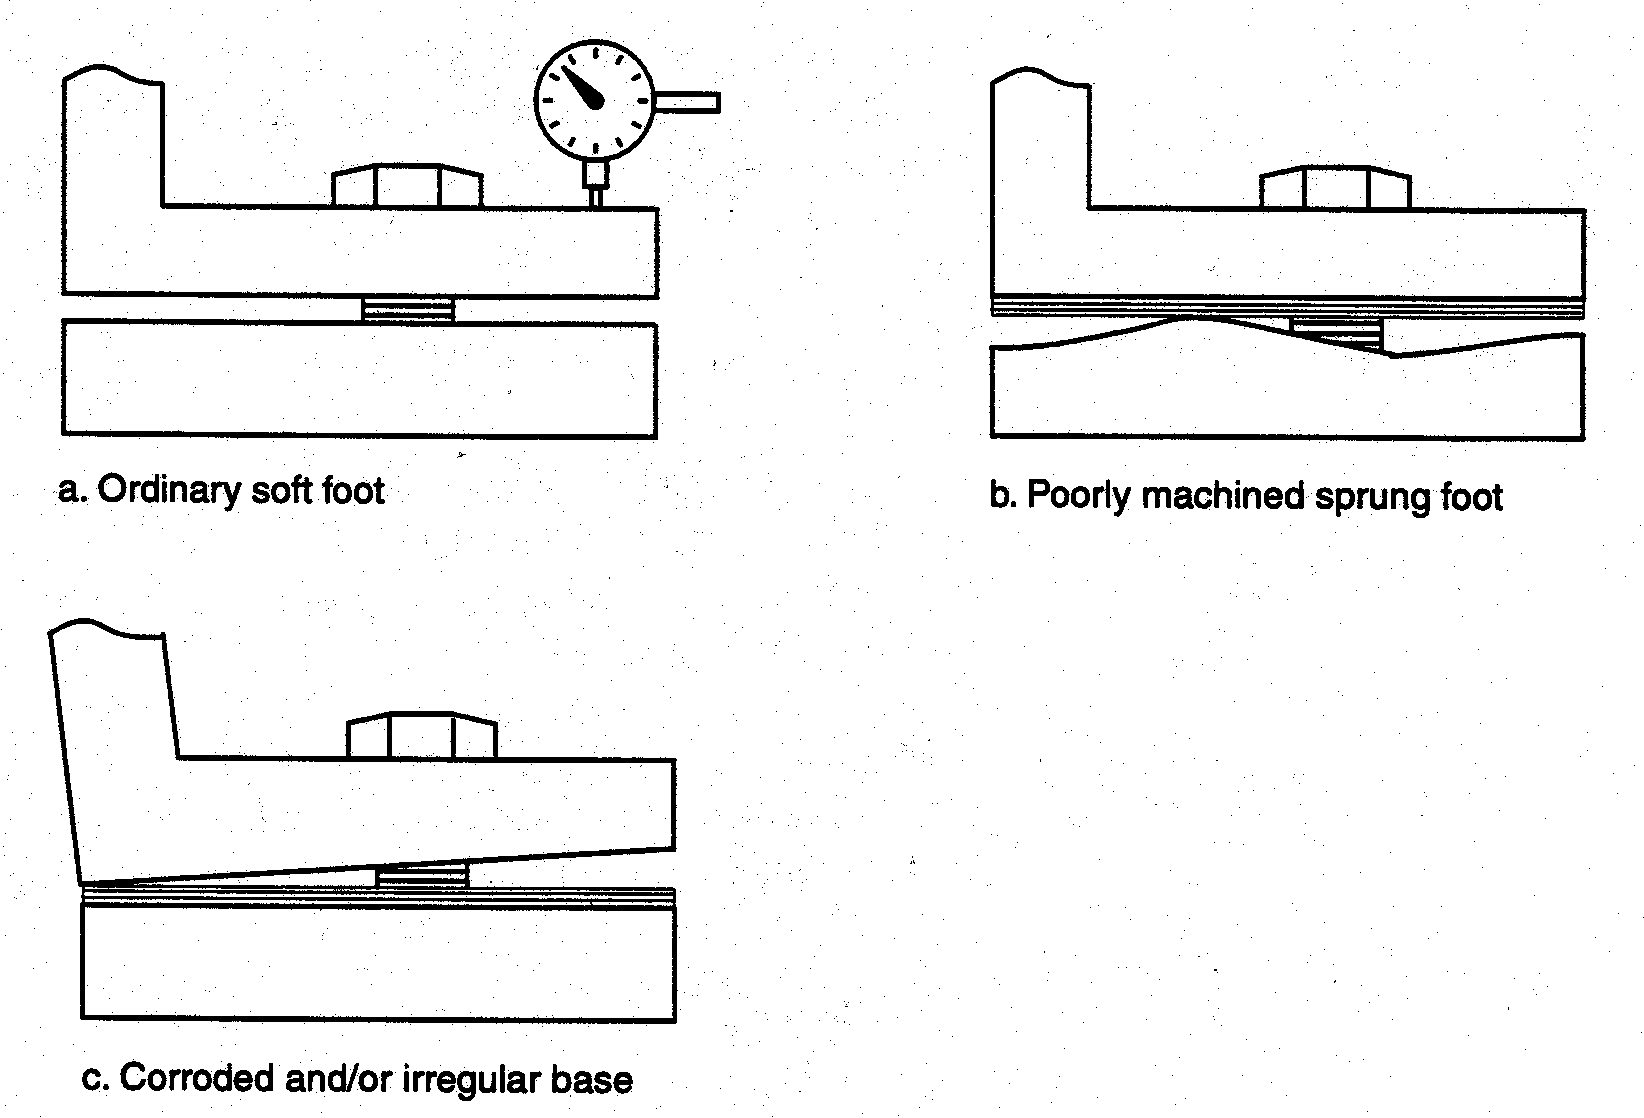 a. Ordinary soft foot
b. Poorly machined sprung foot
c. Corroded and/or irregular base